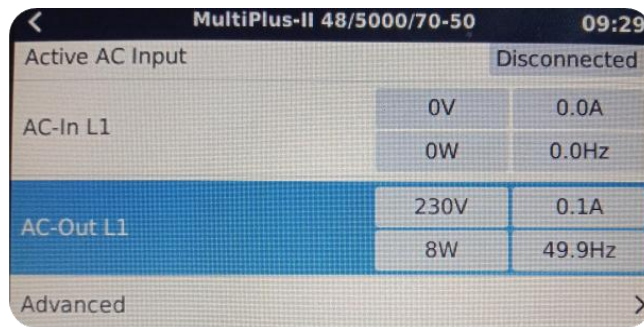 MultiPlus-II 48/5000/70-50 09:29
Active AC Input Disconnected
AC-In L1
0V 0.0A
0W 0.0Hz
AC-Out L1
230V 0.1A
8W 49.9Hz
Advanced